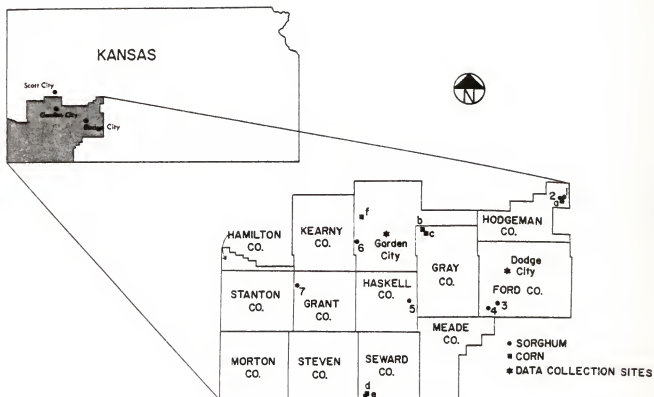 KANSAS
Scott City
Garden City
Dodge City
N
HAMILTON
CO.
KEARNY
CO.
f
6
Garden
City
b
c
2
1
a
HODGEMAN
CO.
GRAY
CO.
Dodge
City
FORD CO.
3
4
STANTON
CO.
7
GRANT
CO.
HASKELL
CO.
5
MEADE
CO.
MORTON
CO.
STEVEN
CO.
SEWARD
CO.
d
e
SORGHUM
CORN
DATA COLLECTION SITES